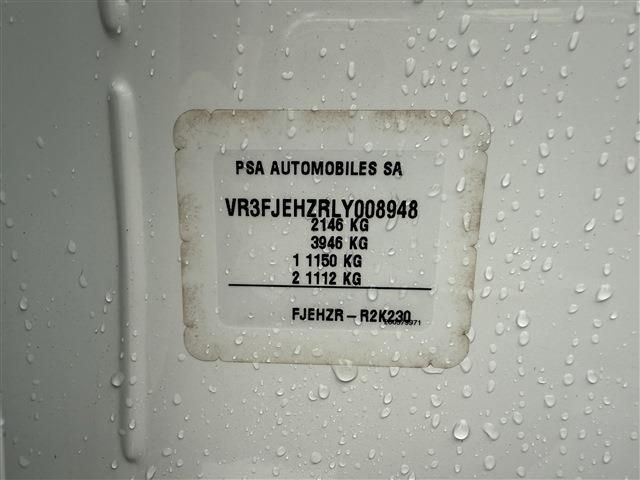 PSA AUTOMOBILES SA
VR3FJEHZRLY008948
2146 KG
3946 KG
1 1150 KG
2 1112 KG
FJEHZR – R2K230